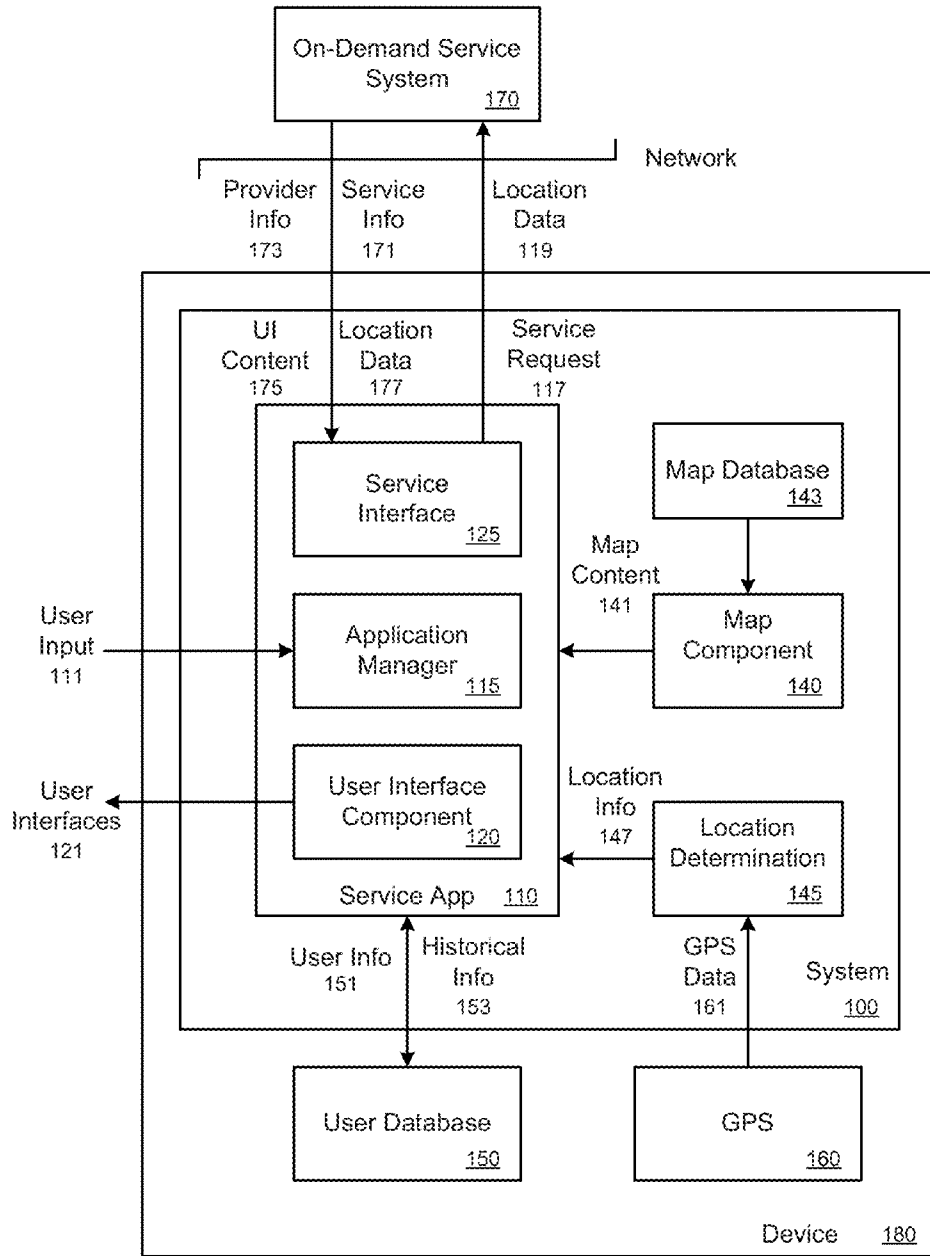 On-Demand Service
System
170
Network
Provider
Info
173
Service
Info
171
Location
Data
119
UI
Content
175
Location
Data
177
Service
Request
117
Service
Interface
125
Map Database
143
Map
Content
141
User
Input
111
Application
Manager
115
Map
Component
140
User
Interfaces
121
User Interface
Component
120
Location
Info
147
Location
Determination
145
Service App
110
User Info
151
Historical
Info
153
GPS
Data
161
System
100
User Database
150
GPS
160
Device
180